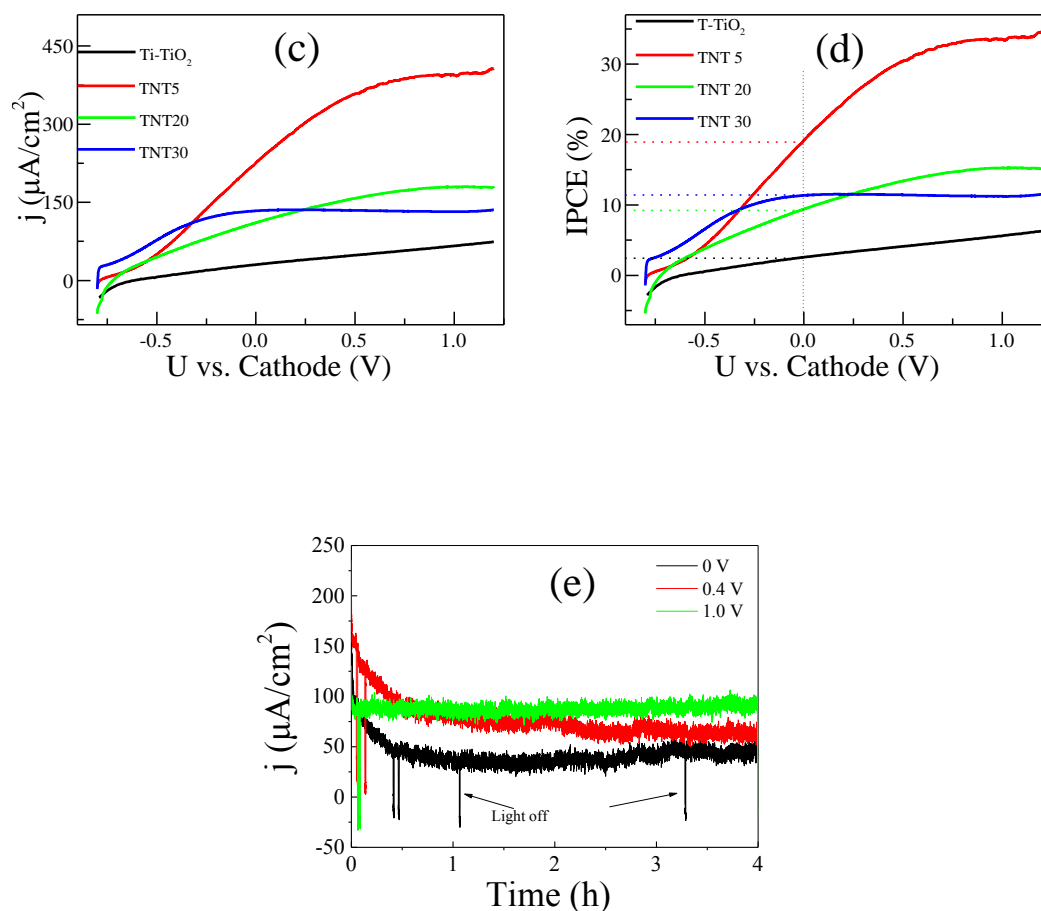 (c)
Ti-TiO₂
TNT5
TNT20
TNT30
450
300
150
0
j (μA/cm²)
-0.5 0.0 0.5 1.0
U vs. Cathode (V)
(d)
T-TiO₂
TNT 5
TNT 20
TNT 30
30
20
10
0
IPCE (%)
-0.5 0.0 0.5 1.0
U vs. Cathode (V)
(e)
0 V
0.4 V
1.0 V
250
200
150
100
50
0
-50
j (μA/cm²)
Light off
0 1 2 3 4
Time (h)